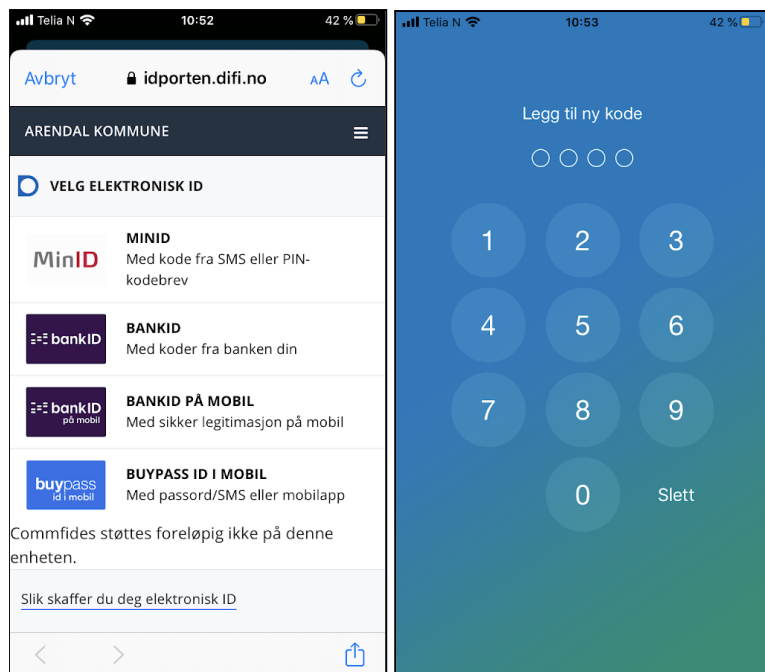 Telia N 10:52 42 %
Avbryt idporten.difi.no AA
ARENDAL KOMMUNE
VELG ELEKTRONISK ID
MinID
MINID
Med kode fra SMS eller PIN-
kodebrev
bankID
BANKID
Med koder fra banken din
bankID
på mobil
BANKID PÅ MOBIL
Med sikker legitimasjon på mobil
buypass
id i mobil
BUYPASS ID I MOBIL
Med passord/SMS eller mobilapp
Commfides støttes foreløpig ikke på denne
enheten.
Slik skaffer du deg elektronisk ID
Telia N 10:53 42 %
Legg til ny kode
1 2 3
4 5 6
7 8 9
0 Slett